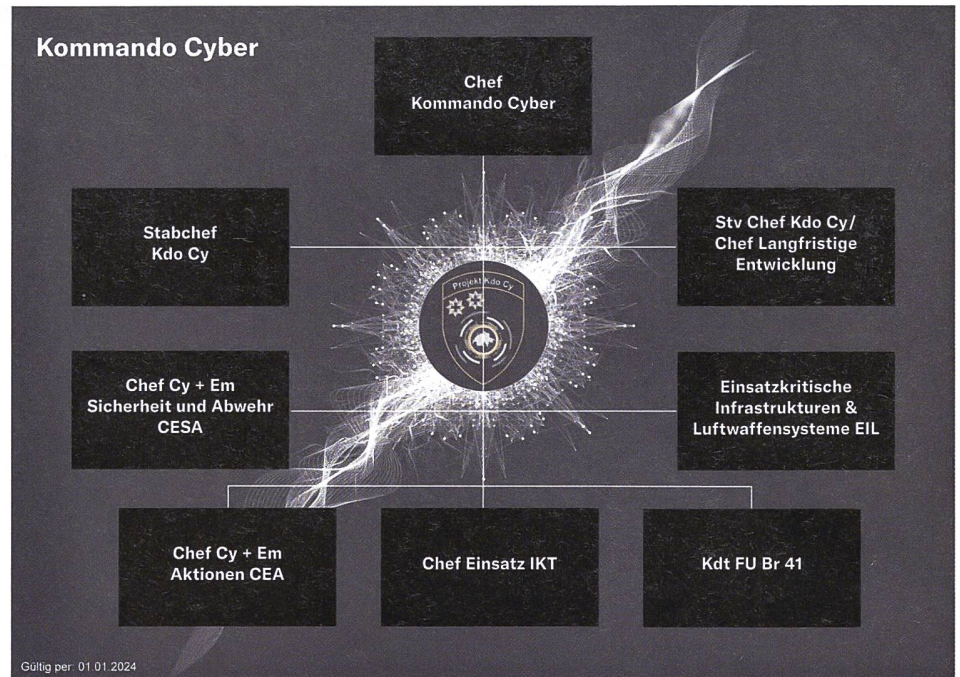 Kommando Cyber
Chef
Kommando Cyber
Stabchef
Kdo Cy
Stv Chef Kdo Cy/
Chef Langfristige
Entwicklung
Projekt Kdo Cy
Chef Cy + Em
Sicherheit und Abwehr
CESA
Einsatzkritische
Infrastrukturen &
Luftwaffensysteme EIL
Chef Cy + Em
Aktionen CEA
Chef Einsatz IKT
Kdt FU Br 41
Gültig per: 01.01.2024